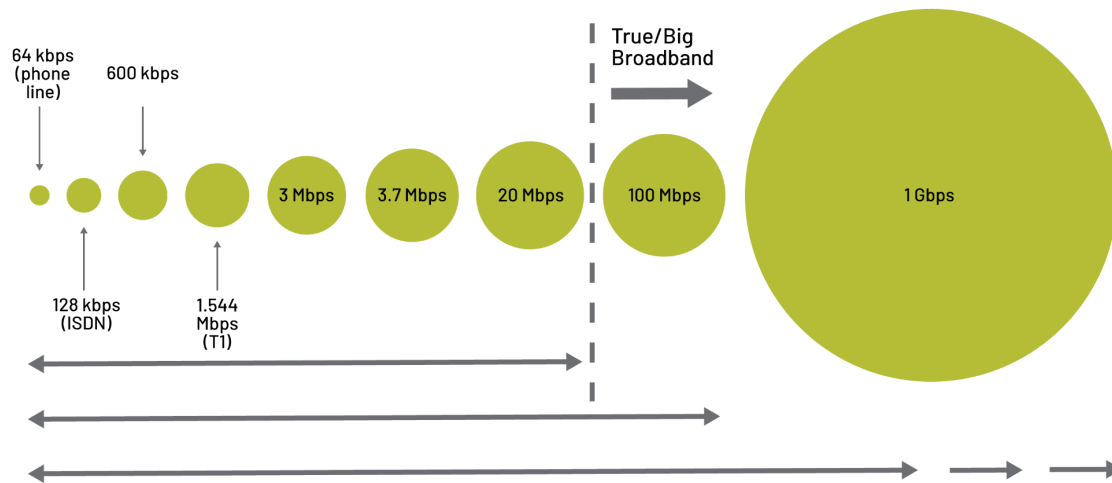 64 kbps
(phone
line)
600 kbps
True/Big
Broadband
3 Mbps
3.7 Mbps
20 Mbps
100 Mbps
1 Gbps
128 kbps
(ISDN)
1.544
Mbps
(T1)